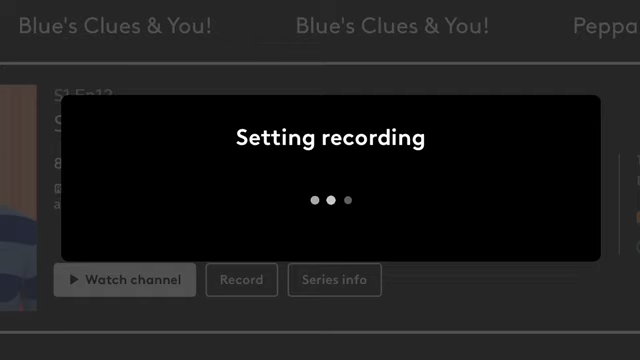 Blue's Clues & You! Blue's Clues & You! Peppa
S1 Ep12
Setting recording
Watch channel Record Series info